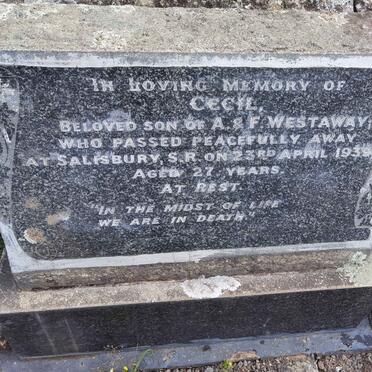 IN LOVING MEMORY OF
CECIL,
BELOVED SON OF A. & F. WESTAWAY,
WHO PASSED PEACEFULLY AWAY
AT SALISBURY, S.R. ON 23RD APRIL
AGED 27 YEARS.
AT REST.
"IN THE MIDST OF LIFE
WE ARE IN DEATH".